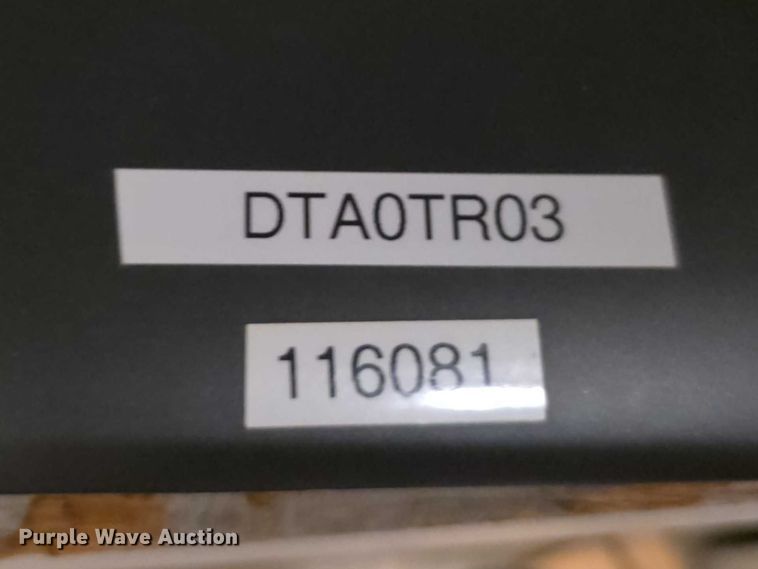 DTA0TR03
116081
Purple Wave Auction